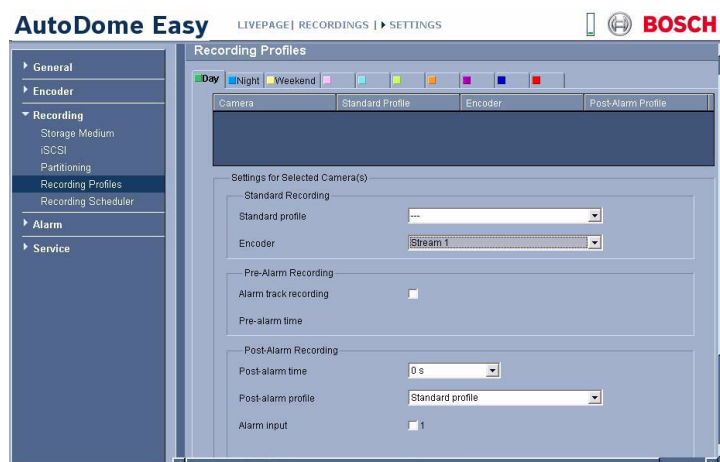 AutoDome Easy
LIVEPAGE| RECORDINGS | SETTINGS
BOSCH
General
Encoder
Recording
Storage Medium
iSCSI
Partitioning
Recording Profiles
Recording Scheduler
Alarm
Service
Recording Profiles
Day Night Weekend
Camera Standard Profile Encoder Post-Alarm Profile
Settings for Selected Camera(s)
Standard Recording
Standard profile ---
Encoder Stream 1
Pre-Alarm Recording
Alarm track recording
Pre-alarm time
Post-Alarm Recording
Post-alarm time 0 s
Post-alarm profile Standard profile
Alarm input 1